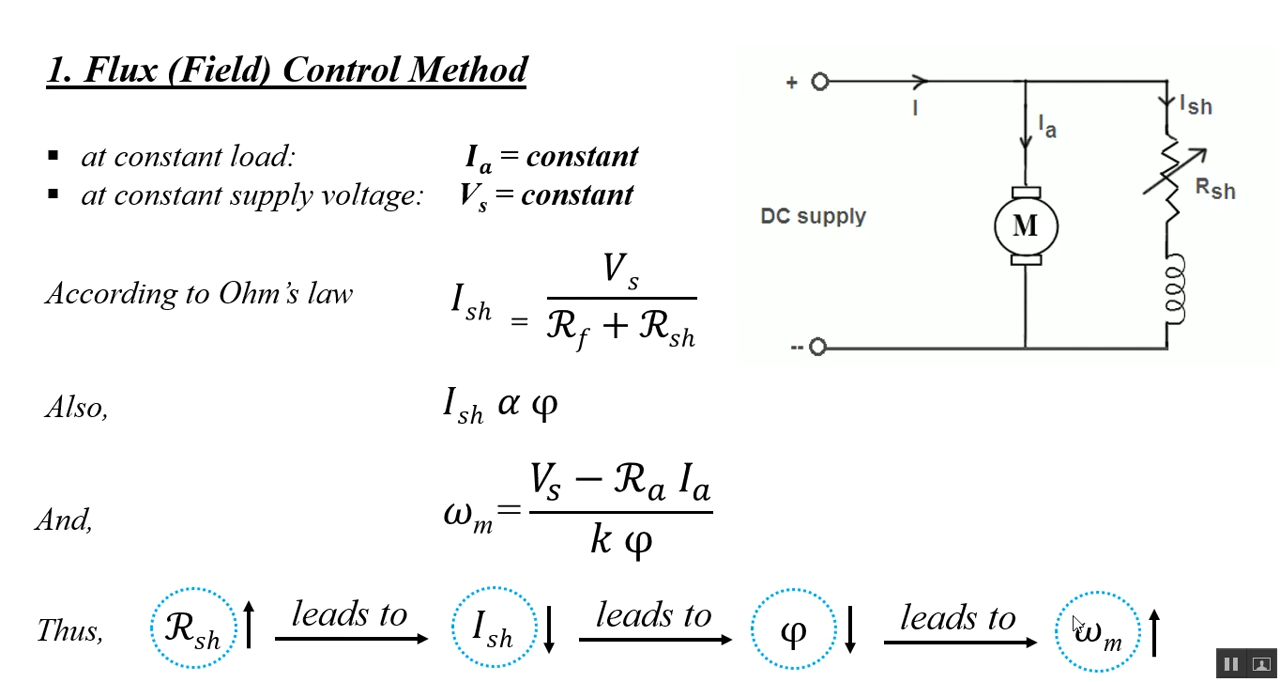 1. Flux (Field) Control Method
▪ at constant load: I_a = constant
▪ at constant supply voltage: V_s = constant
According to Ohm's law I_sh = V_s / (ℛ_f + ℛ_sh)
Also, I_sh α φ
And, ω_m = (V_s − ℛ_a I_a) / (k φ)
Thus, ℛ_sh ↑ leads to I_sh ↓ leads to φ ↓ leads to ω_m ↑
+
I
I_sh
I_a
R_sh
DC supply
M
--